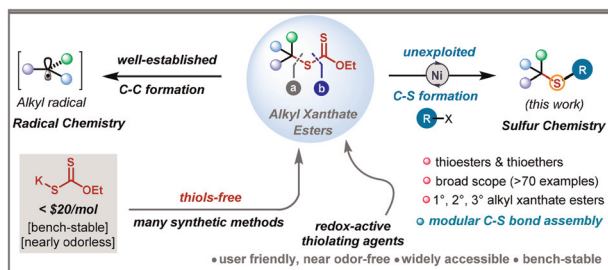 well-established
C-C formation
Alkyl radical
Radical Chemistry
S
S
OEt
a
b
Alkyl Xanthate
Esters
unexploited
Ni
C-S formation
R-X
S
R
(this work)
Sulfur Chemistry
S
K
S
OEt
< $20/mol
[bench-stable]
[nearly odorless]
thiols-free
many synthetic methods
redox-active
thiolating agents
thioesters & thioethers
broad scope (>70 examples)
1°, 2°, 3° alkyl xanthate esters
modular C-S bond assembly
user friendly, near odor-free • widely accessible • bench-stable